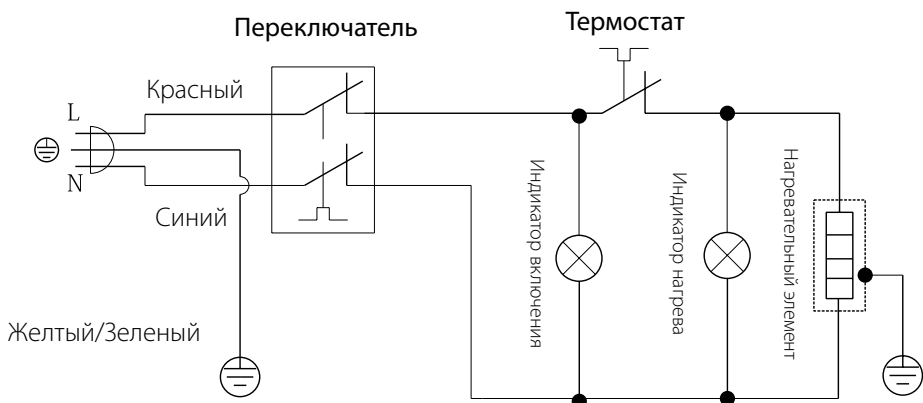 Переключатель
Термостат
Красный
L
N
Синий
Желтый/Зеленый
Индикатор включения
Индикатор нагрева
Нагревательный элемент